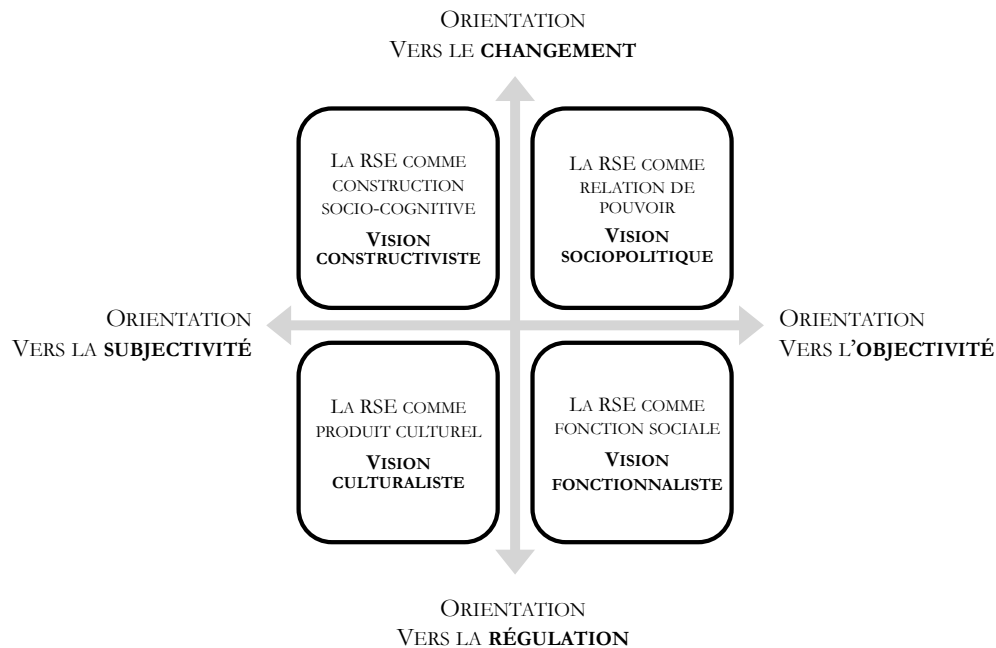 ORIENTATION
VERS LE CHANGEMENT
LA RSE COMME
CONSTRUCTION
SOCIO-COGNITIVE
VISION
CONSTRUCTIVISTE
LA RSE COMME
RELATION DE
POUVOIR
VISION
SOCIOPOLITIQUE
ORIENTATION
VERS LA SUBJECTIVITÉ
ORIENTATION
VERS L'OBJECTIVITÉ
LA RSE COMME
PRODUIT CULTUREL
VISION
CULTURALISTE
LA RSE COMME
FONCTION SOCIALE
VISION
FONCTIONNALISTE
ORIENTATION
VERS LA RÉGULATION